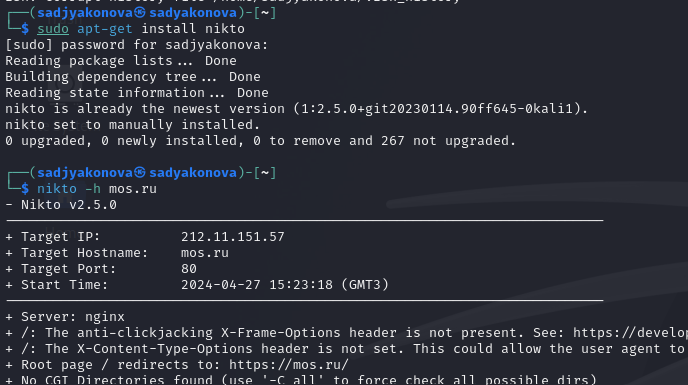 ┌──(sadjyakonova㉿sadyakonova)-[~]
└─$ sudo apt-get install nikto
[sudo] password for sadjyakonova:
Reading package lists... Done
Building dependency tree... Done
Reading state information... Done
nikto is already the newest version (1:2.5.0+git20230114.90ff645-0kali1).
nikto set to manually installed.
0 upgraded, 0 newly installed, 0 to remove and 267 not upgraded.
┌──(sadjyakonova㉿sadyakonova)-[~]
└─$ nikto -h mos.ru
- Nikto v2.5.0
+ Target IP: 212.11.151.57
+ Target Hostname: mos.ru
+ Target Port: 80
+ Start Time: 2024-04-27 15:23:18 (GMT3)
+ Server: nginx
+ /: The anti-clickjacking X-Frame-Options header is not present. See: https://develop
+ /: The X-Content-Type-Options header is not set. This could allow the user agent to
+ Root page / redirects to: https://mos.ru/
+ No CGI Directories found (use '-C all' to force check all possible dirs)